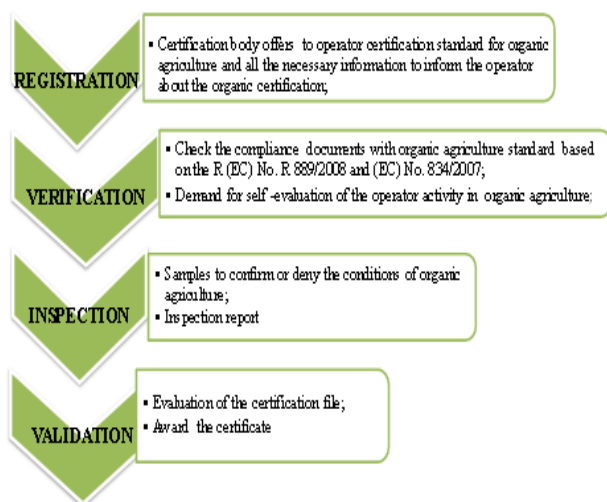 REGISTRATION
▪ Certification body offers to operator certification standard for organic
agriculture and all the necessary information to inform the operator
about the organic certification;
VERIFICATION
▪ Check the compliance documents with organic agriculture standard based
on the R (EC) No. R 889/2008 and (EC) No. 834/2007;
▪ Demand for self -evaluation of the operator activity in organic agriculture;
INSPECTION
▪ Samples to confirm or deny the conditions of organic
agriculture;
▪ Inspection report
VALIDATION
▪ Evaluation of the certification file;
▪ Award the certificate